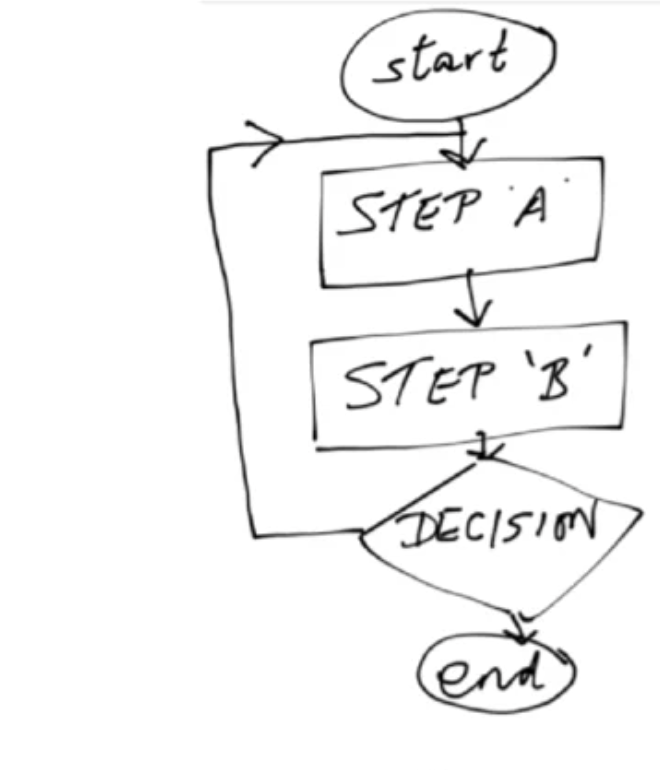 start
STEP 'A'
STEP 'B'
DECISION
end